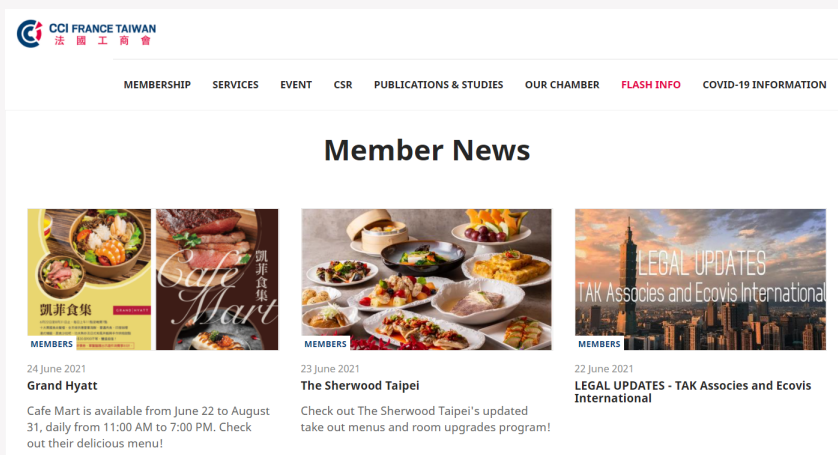 CCI FRANCE TAIWAN
法國工商會
MEMBERSHIP SERVICES EVENT CSR PUBLICATIONS & STUDIES OUR CHAMBER FLASH INFO COVID-19 INFORMATION
Member News
Café Mart
凱菲食集
凱菲食集
GRAND HYATT
MEMBERS
24 June 2021
Grand Hyatt
Cafe Mart is available from June 22 to August
31, daily from 11:00 AM to 7:00 PM. Check
out their delicious menu!
MEMBERS
23 June 2021
The Sherwood Taipei
Check out The Sherwood Taipei's updated
take out menus and room upgrades program!
LEGAL UPDATES
TAK Associes and Ecovis International
MEMBERS
22 June 2021
LEGAL UPDATES - TAK Associes and Ecovis
International